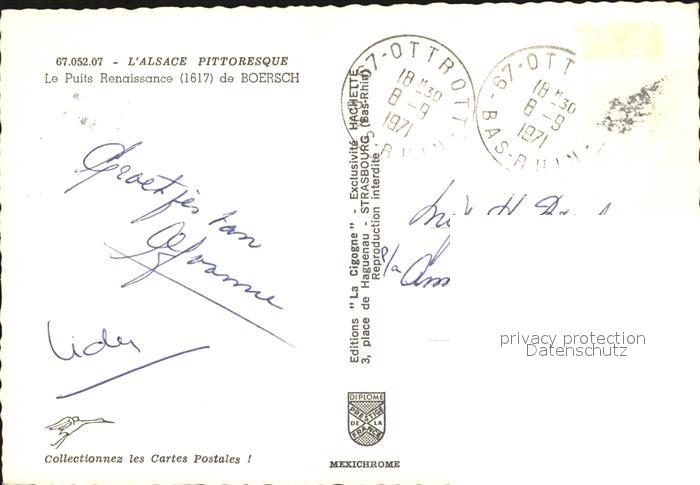 67.052.07 - L'ALSACE PITTORESQUE
Le Puits Renaissance (1617) de BOERSCH
Groetjes van
Collectionnez les Cartes Postales !
Editions "La Cigogne" - Exclusivité HACHETTE
3, place de Haguenau - STRASBOURG (Bas-Rhin)
Reproduction interdite
67-OTTROTT
18 H 30
8-9
1971
RHIN
67-OTT
18 H 30
8-9
1971
BAS-RHIN
p/a
privacy protection
Datenschutz
DIPLOME
PRESTIGE
DE LA
FRANCE
MEXICHROME